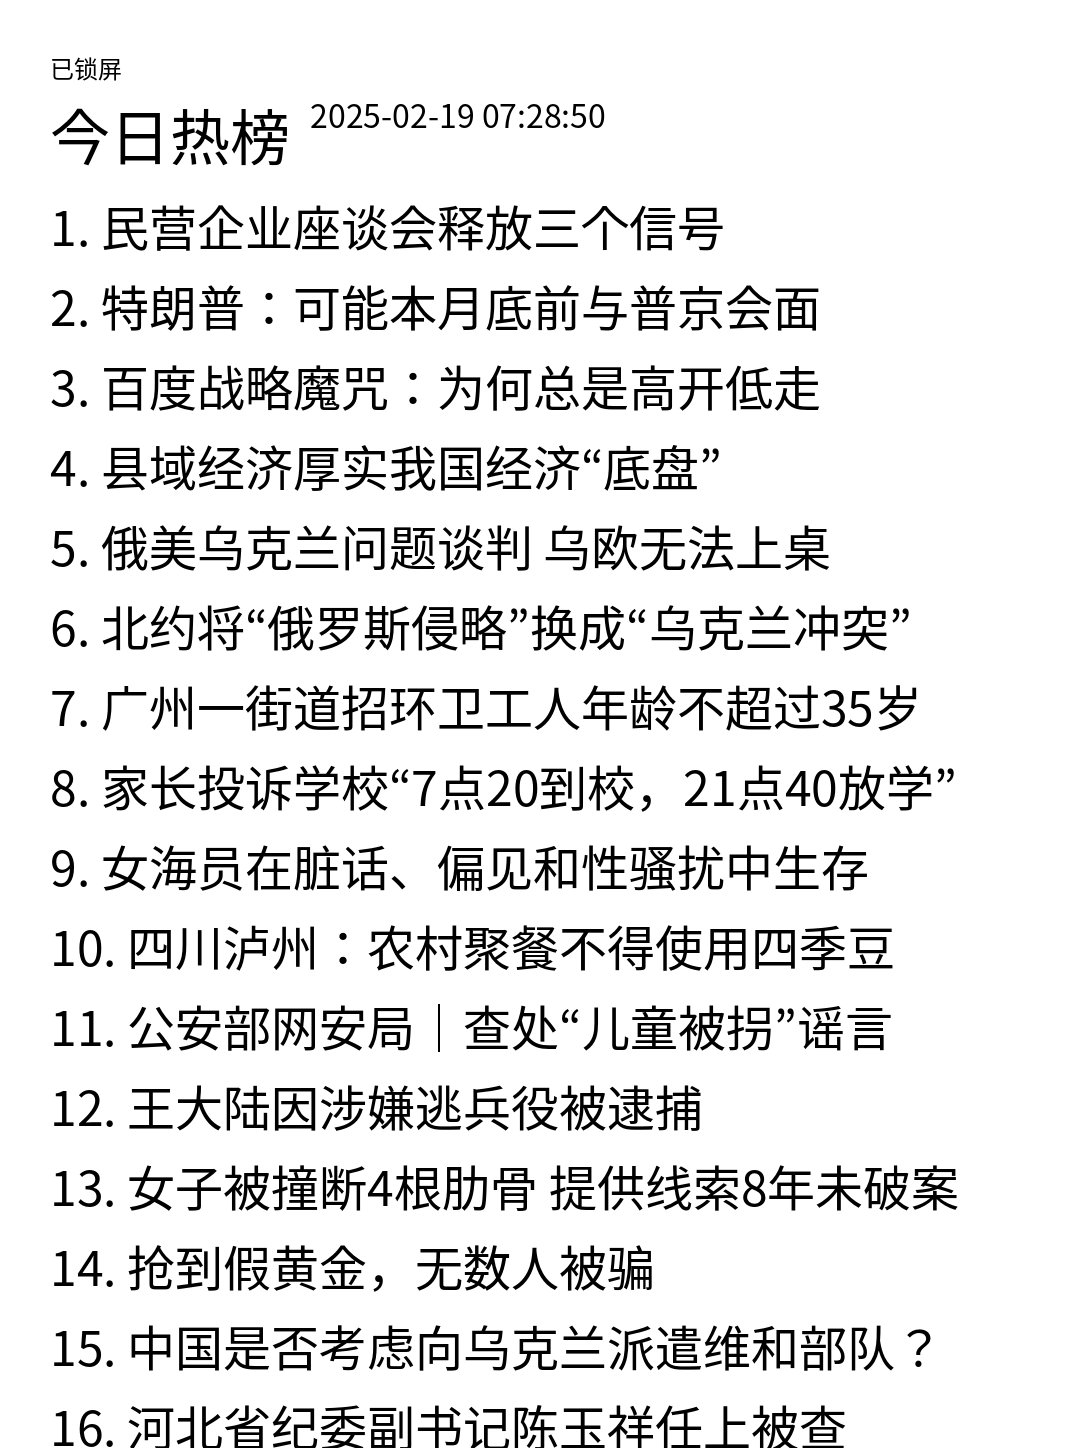 已锁屏
今日热榜 2025-02-19 07:28:50
1. 民营企业座谈会释放三个信号
2. 特朗普：可能本月底前与普京会面
3. 百度战略魔咒：为何总是高开低走
4. 县域经济厚实我国经济“底盘”
5. 俄美乌克兰问题谈判 乌欧无法上桌
6. 北约将“俄罗斯侵略”换成“乌克兰冲突”
7. 广州一街道招环卫工人年龄不超过35岁
8. 家长投诉学校“7点20到校，21点40放学”
9. 女海员在脏话、偏见和性骚扰中生存
10. 四川泸州：农村聚餐不得使用四季豆
11. 公安部网安局｜查处“儿童被拐”谣言
12. 王大陆因涉嫌逃兵役被逮捕
13. 女子被撞断4根肋骨 提供线索8年未破案
14. 抢到假黄金，无数人被骗
15. 中国是否考虑向乌克兰派遣维和部队？
16. 河北省纪委副书记陈玉祥任上被查